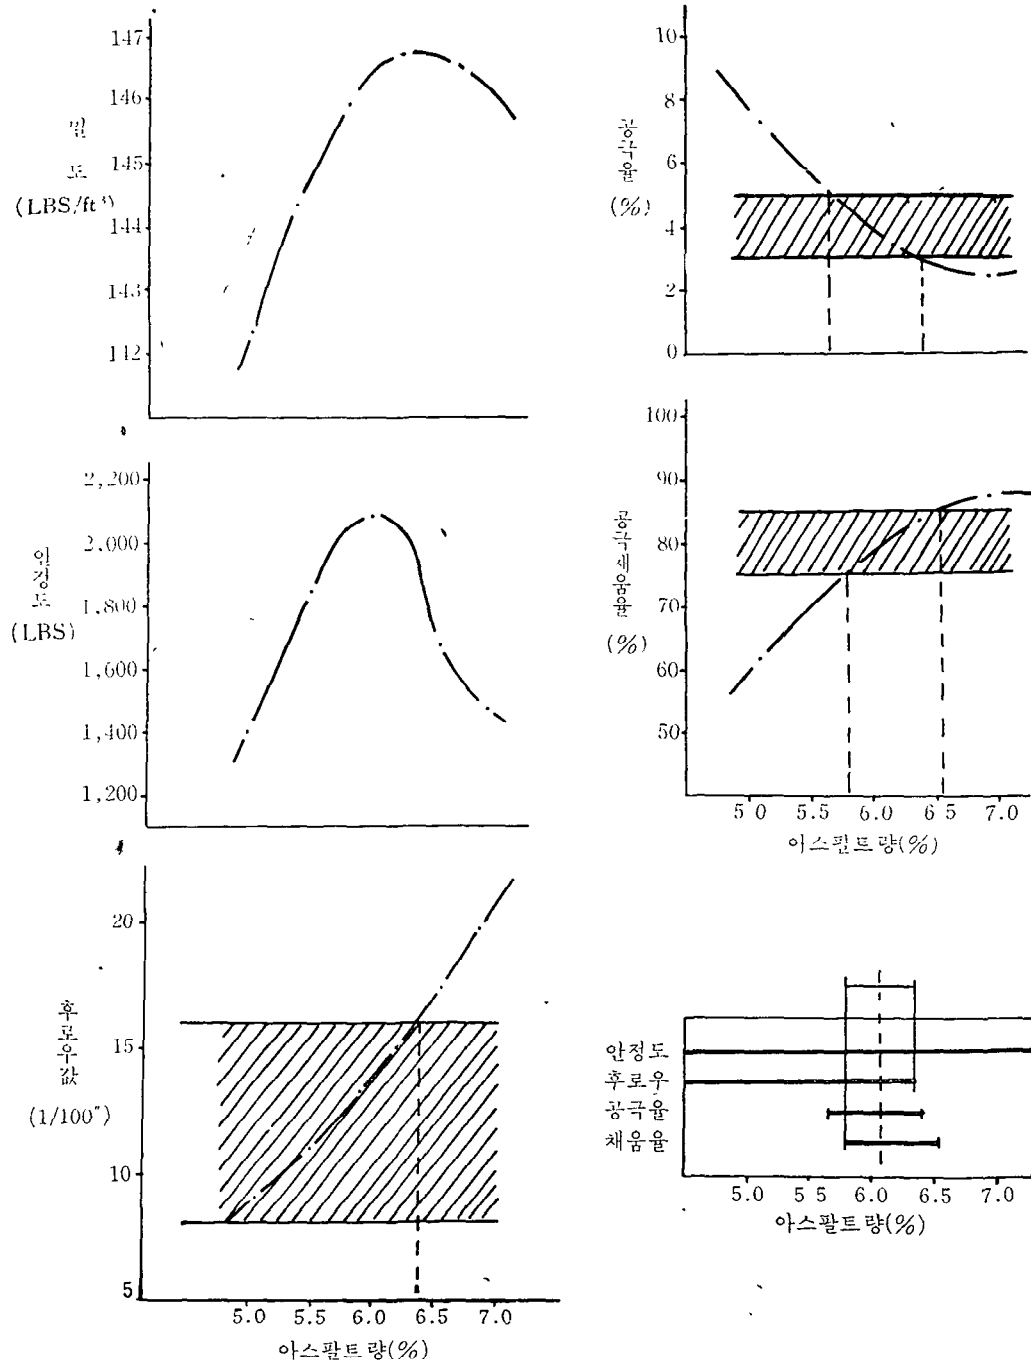 147
146
145
144
143
142
밀
도
(LBS/ft³)
10
8
6
4
2
0
공
극
율
(%)
2,200
2,000
1,800
1,600
1,400
1,200
안
정
도
(LBS)
100
90
80
70
60
50
공
극
채
움
율
(%)
5 0
5.5
6.0
6 5
7.0
아스팔트량(%)
20
15
10
5
후
로
우
값
(1/100")
5.0
5.5
6.0
6.5
7.0
아스팔트량(%)
안정도
후로우
공극율
채움율
5.0
5 5
6.0
6.5
7.0
아스팔트량(%)